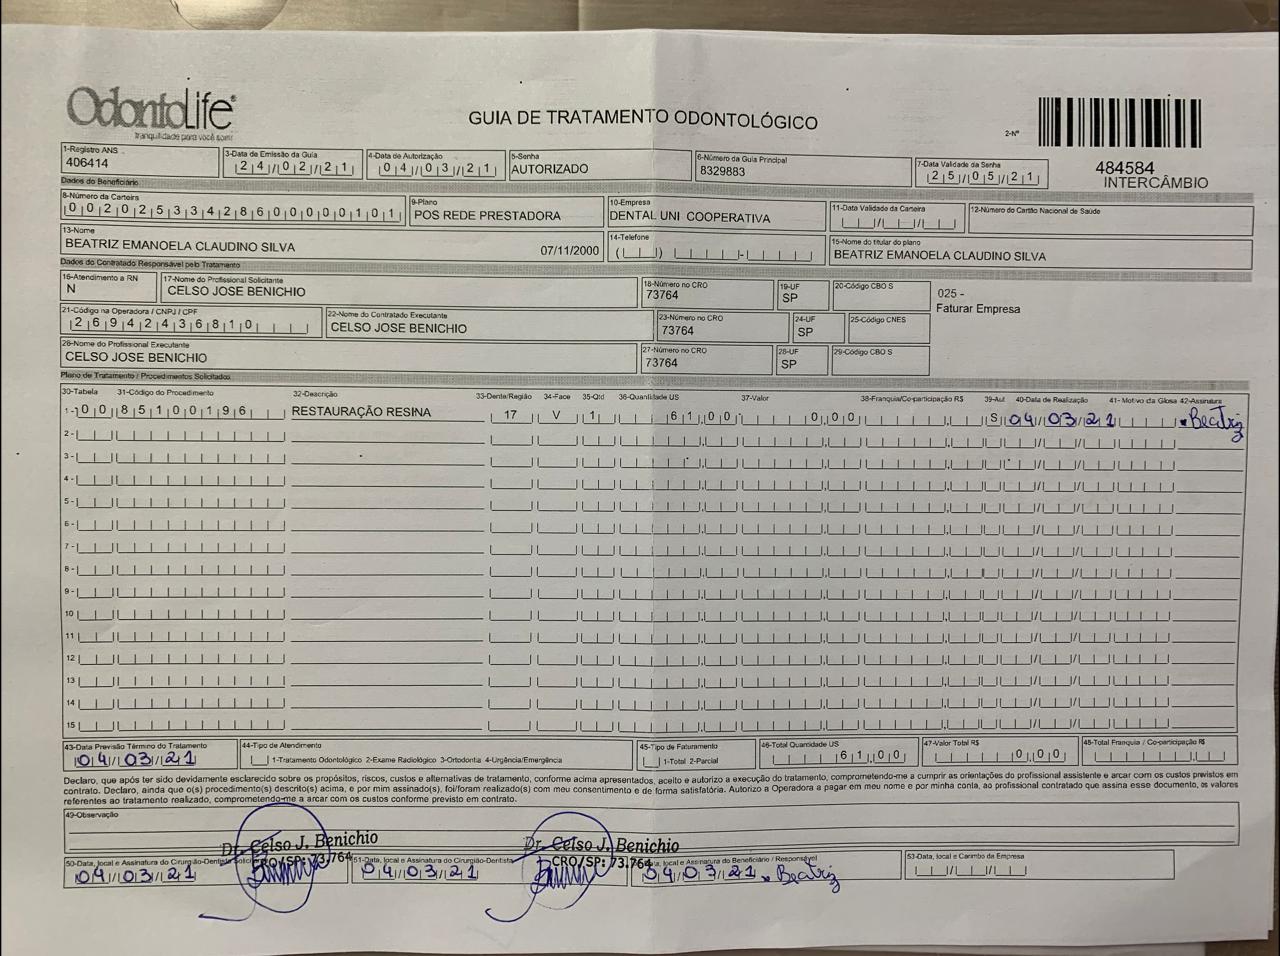 OdontoLife
tranquilidade para você sorrir
GUIA DE TRATAMENTO ODONTOLÓGICO
2-Nº
484584
INTERCÂMBIO
1-Registro ANS
406414
3-Data de Emissão da Guia
24/02/21
4-Data de Autorização
04/03/21
5-Senha
AUTORIZADO
6-Número da Guia Principal
8329883
7-Data Validade da Senha
25/05/21
Dados do Beneficiário
8-Número da Carteira
00202533428600000101
9-Plano
POS REDE PRESTADORA
10-Empresa
DENTAL UNI COOPERATIVA
11-Data Validade da Carteira
12-Número do Cartão Nacional de Saúde
13-Nome
BEATRIZ EMANOELA CLAUDINO SILVA 07/11/2000
14-Telefone
15-Nome do titular do plano
BEATRIZ EMANOELA CLAUDINO SILVA
Dados do Contratado Responsável pelo Tratamento
16-Atendimento a RN
N
17-Nome do Profissional Solicitante
CELSO JOSE BENICHIO
18-Número no CRO
73764
19-UF
SP
20-Código CBO S
025 -
Faturar Empresa
21-Código na Operadora / CNPJ / CPF
26942436810
22-Nome do Contratado Executante
CELSO JOSE BENICHIO
23-Número no CRO
73764
24-UF
SP
25-Código CNES
26-Nome do Profissional Executante
CELSO JOSE BENICHIO
27-Número no CRO
73764
28-UF
SP
29-Código CBO S
Plano de Tratamento / Procedimentos Solicitados
30-Tabela 31-Código do Procedimento 32-Descrição 33-Dente/Região 34-Face 35-Qtd 36-Quantidade US 37-Valor 38-Franquia/Co-participação R$ 39-Aut 40-Data de Realização 41- Motivo da Glosa 42-Assinatura
1- 00 85100196 RESTAURAÇÃO RESINA 17 V 1 61,00 0,00 S 04/03/21 Beatriz
2-
3-
4-
5-
6-
7-
8-
9-
10
11
12
13
14
15
43-Data Previsão Término do Tratamento
04/03/21
44-Tipo de Atendimento
1-Tratamento Odontológico 2-Exame Radiológico 3-Ortodontia 4-Urgência/Emergência
45-Tipo de Faturamento
1-Total 2-Parcial
46-Total Quantidade US
61,00
47-Valor Total R$
0,00
48-Total Franquia / Co-participação R$
Declaro, que após ter sido devidamente esclarecido sobre os propósitos, riscos, custos e alternativas de tratamento, conforme acima apresentados, aceito e autorizo a execução do tratamento, comprometendo-me a cumprir as orientações do profissional assistente e arcar com os custos previstos em
contrato. Declaro, ainda que o(s) procedimento(s) descrito(s) acima, e por mim assinado(s), foi/foram realizado(s) com meu consentimento e de forma satisfatória. Autorizo a Operadora a pagar em meu nome e por minha conta, ao profissional contratado que assina esse documento, os valores
referentes ao tratamento realizado, comprometendo-me a arcar com os custos conforme previsto em contrato.
49-Observação
Dr. Celso J. Benichio
CRO/SP: 73.764
Dr. Celso J. Benichio
CRO/SP: 73.764
50-Data, local e Assinatura do Cirurgião-Dentista Solicitante
04/03/21
51-Data, local e Assinatura do Cirurgião-Dentista
04/03/21
local e Assinatura do Beneficiário / Responsável
04/03/21 Beatriz
53-Data, local e Carimbo da Empresa